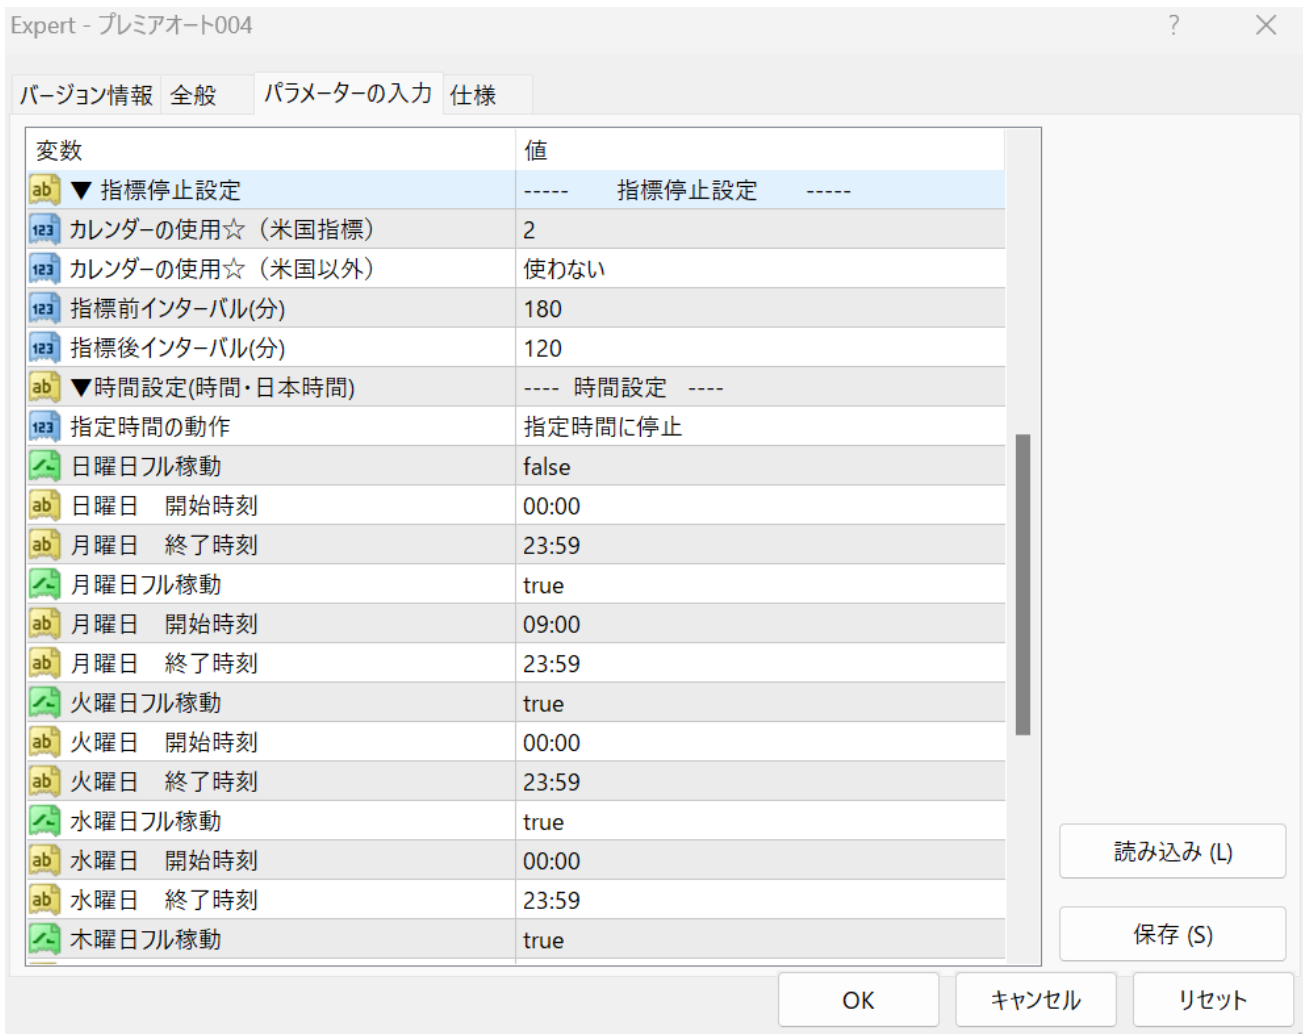 Expert - プレミアオート004 ?
バージョン情報 全般 パラメーターの入力 仕様
変数 値
▼ 指標停止設定 ----- 指標停止設定 -----
カレンダーの使用☆（米国指標） 2
カレンダーの使用☆（米国以外） 使わない
指標前インターバル(分) 180
指標後インターバル(分) 120
▼時間設定(時間・日本時間) ---- 時間設定 ----
指定時間の動作 指定時間に停止
日曜日フル稼動 false
日曜日　開始時刻 00:00
月曜日　終了時刻 23:59
月曜日フル稼動 true
月曜日　開始時刻 09:00
月曜日　終了時刻 23:59
火曜日フル稼動 true
火曜日　開始時刻 00:00
火曜日　終了時刻 23:59
水曜日フル稼動 true
水曜日　開始時刻 00:00
水曜日　終了時刻 23:59
木曜日フル稼動 true
読み込み (L)
保存 (S)
OK キャンセル リセット